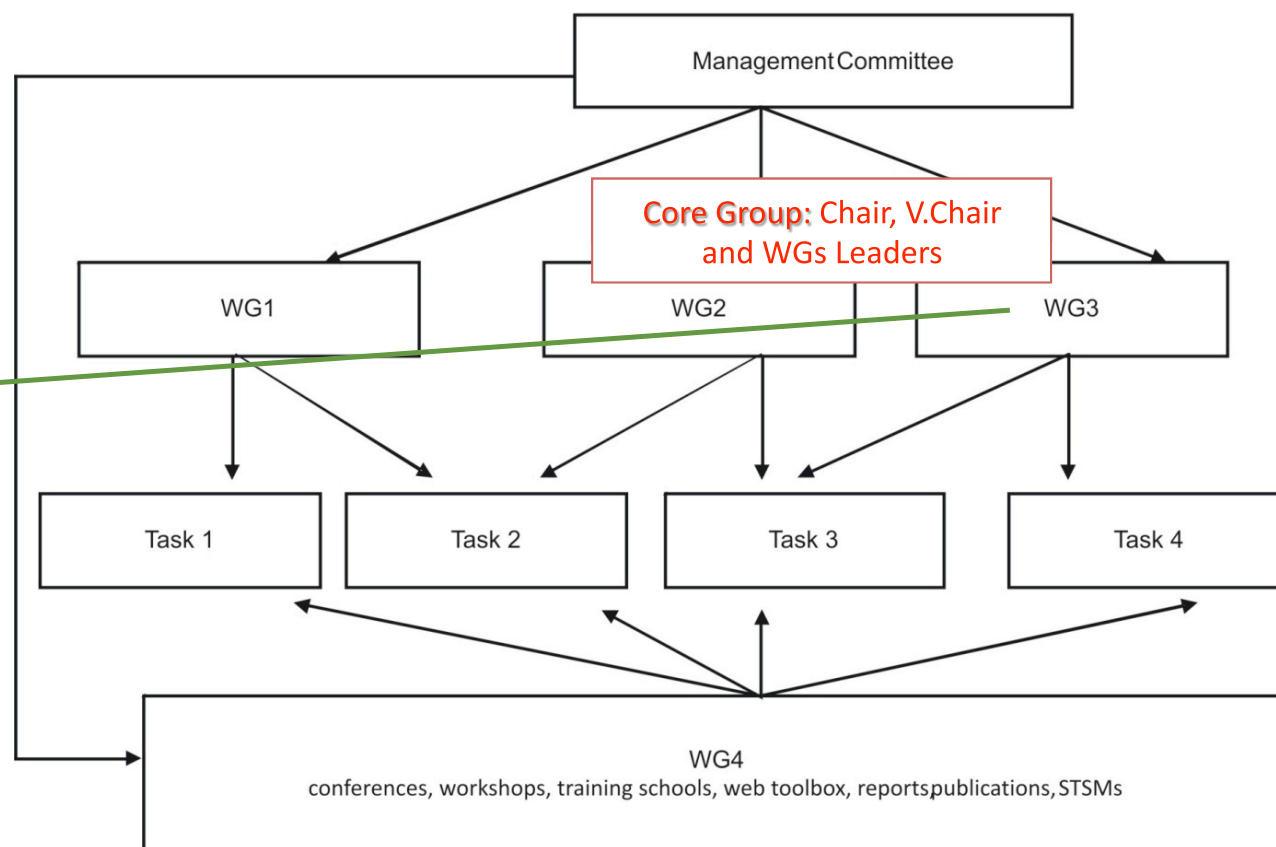 Management Committee
Core Group: Chair, V.Chair
and WGs Leaders
WG1
WG2
WG3
Task 1
Task 2
Task 3
Task 4
WG4
conferences, workshops, training schools, web toolbox, reports,publications, STSMs